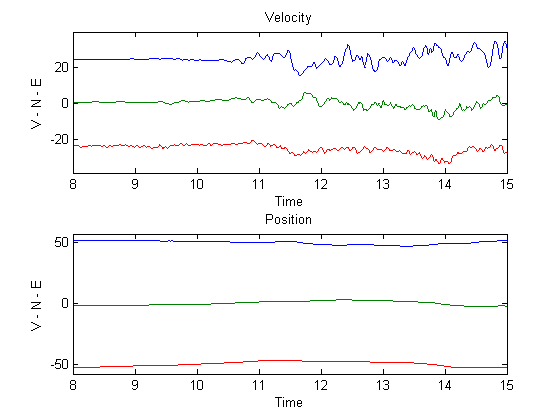 Velocity
20
0
-20
V - N - E
8 9 10 11 12 13 14 15
Time
Position
50
0
-50
V - N - E
8 9 10 11 12 13 14 15
Time